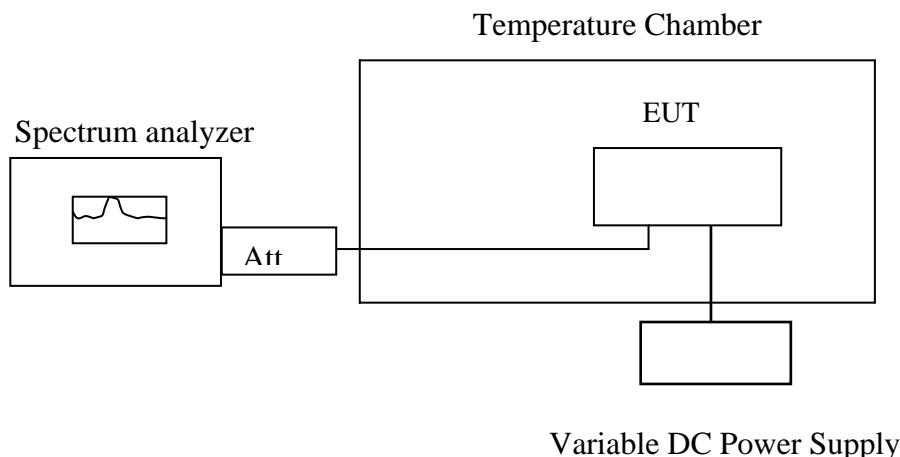 Temperature Chamber
EUT
Spectrum analyzer
Att
Variable DC Power Supply